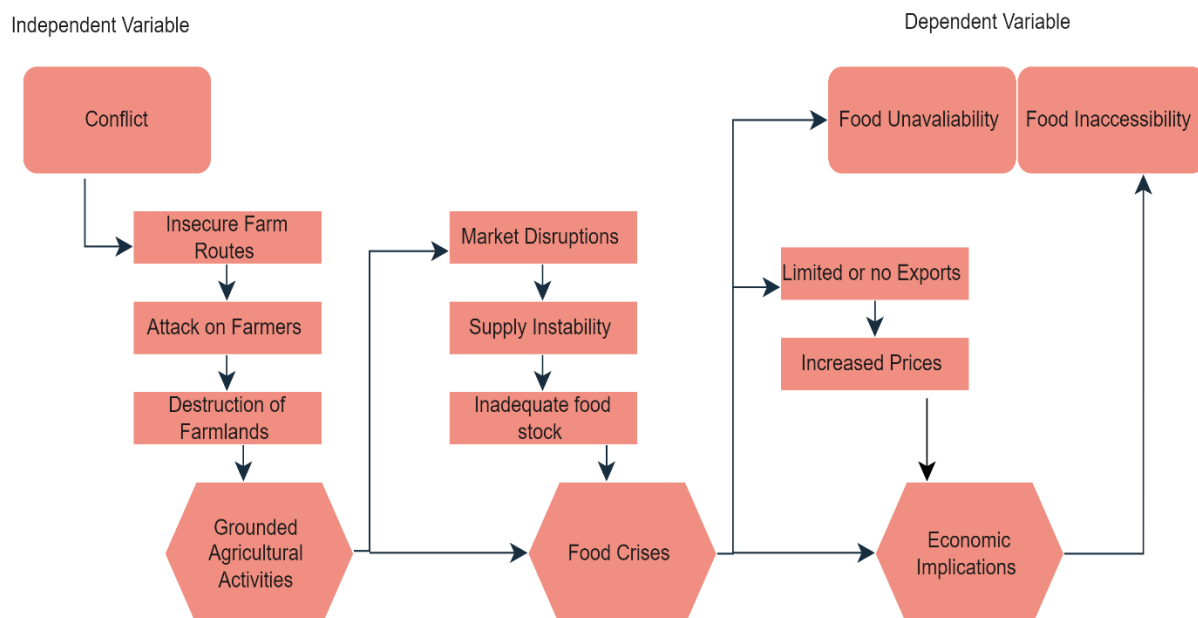 Independent Variable
Dependent Variable
Conflict
Food Unavaliability
Food Inaccessibility
Insecure Farm
Routes
Attack on Farmers
Destruction of
Farmlands
Grounded
Agricultural
Activities
Market Disruptions
Supply Instability
Inadequate food
stock
Food Crises
Limited or no Exports
Increased Prices
Economic
Implications